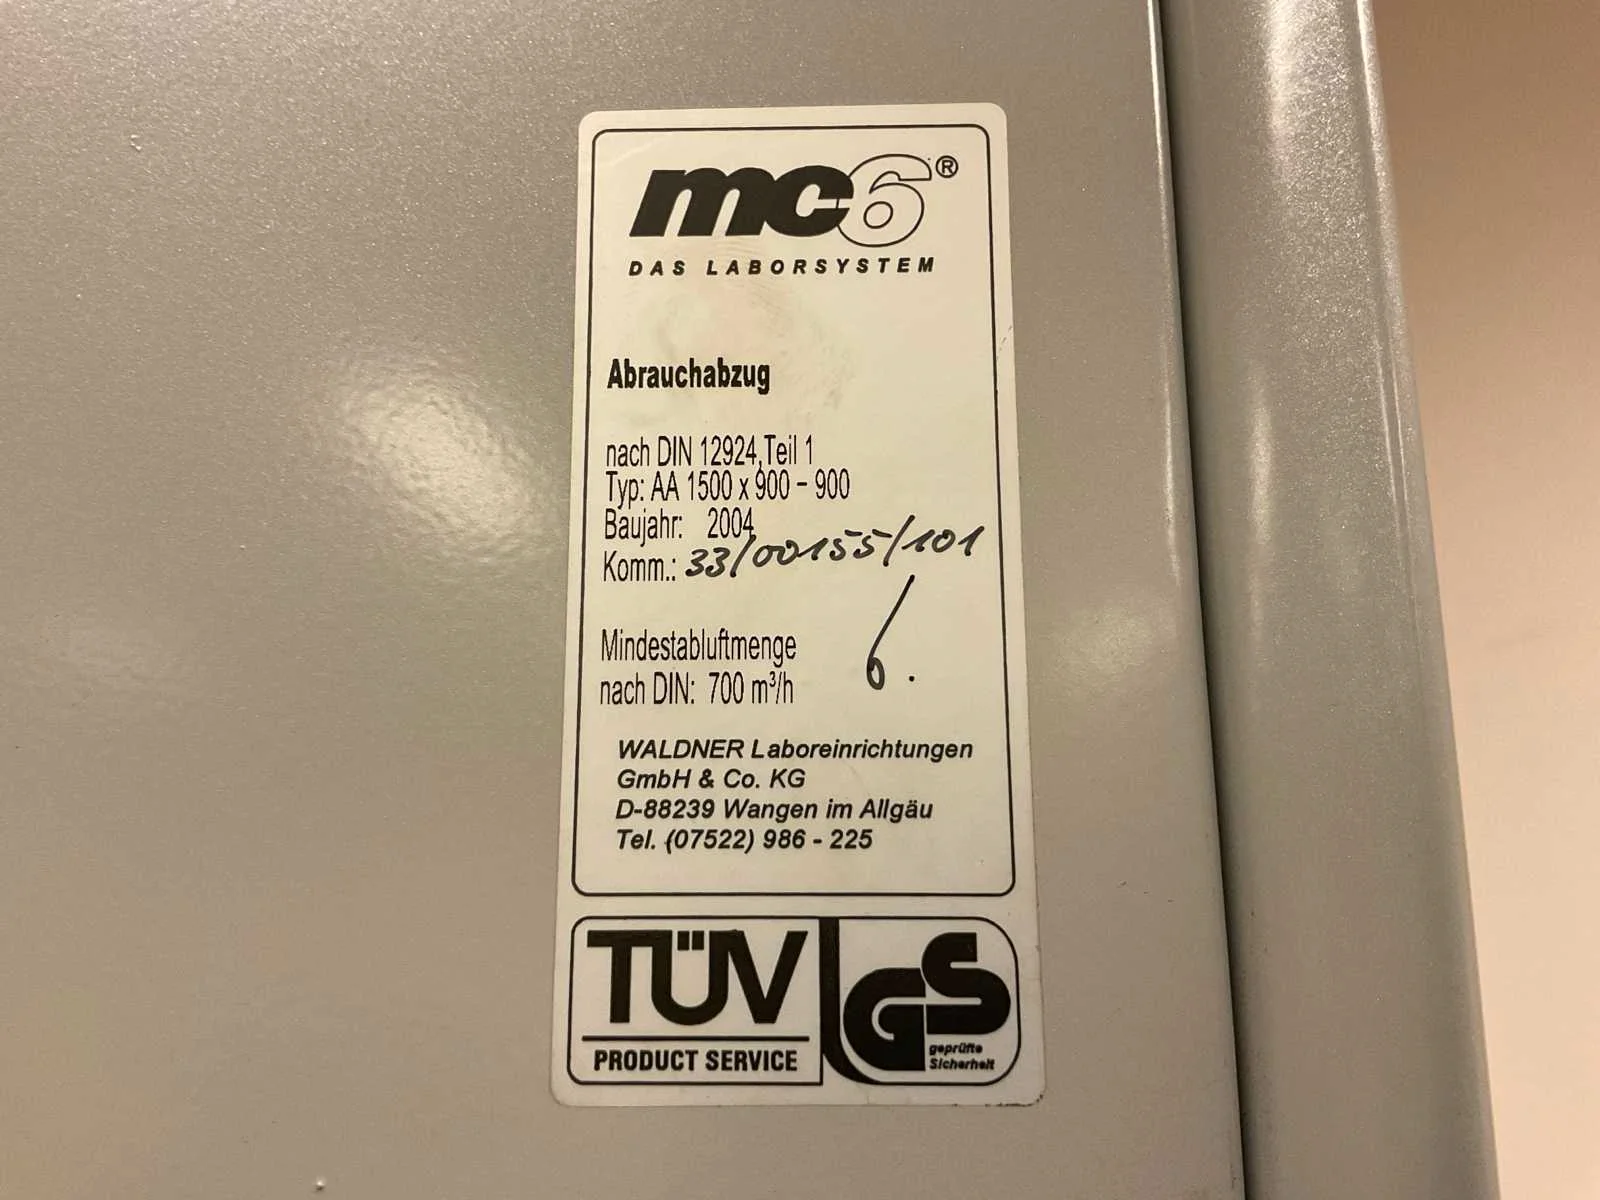 mc6®
DAS LABORSYSTEM
Abrauchabzug
nach DIN 12924,Teil 1
Typ: AA 1500 x 900 - 900
Baujahr: 2004
Komm.: 33/00155/101
6.
Mindestabluftmenge
nach DIN: 700 m³/h
WALDNER Laboreinrichtungen
GmbH & Co. KG
D-88239 Wangen im Allgäu
Tel. (07522) 986 - 225
TÜV
PRODUCT SERVICE
GS
geprüfte
Sicherheit